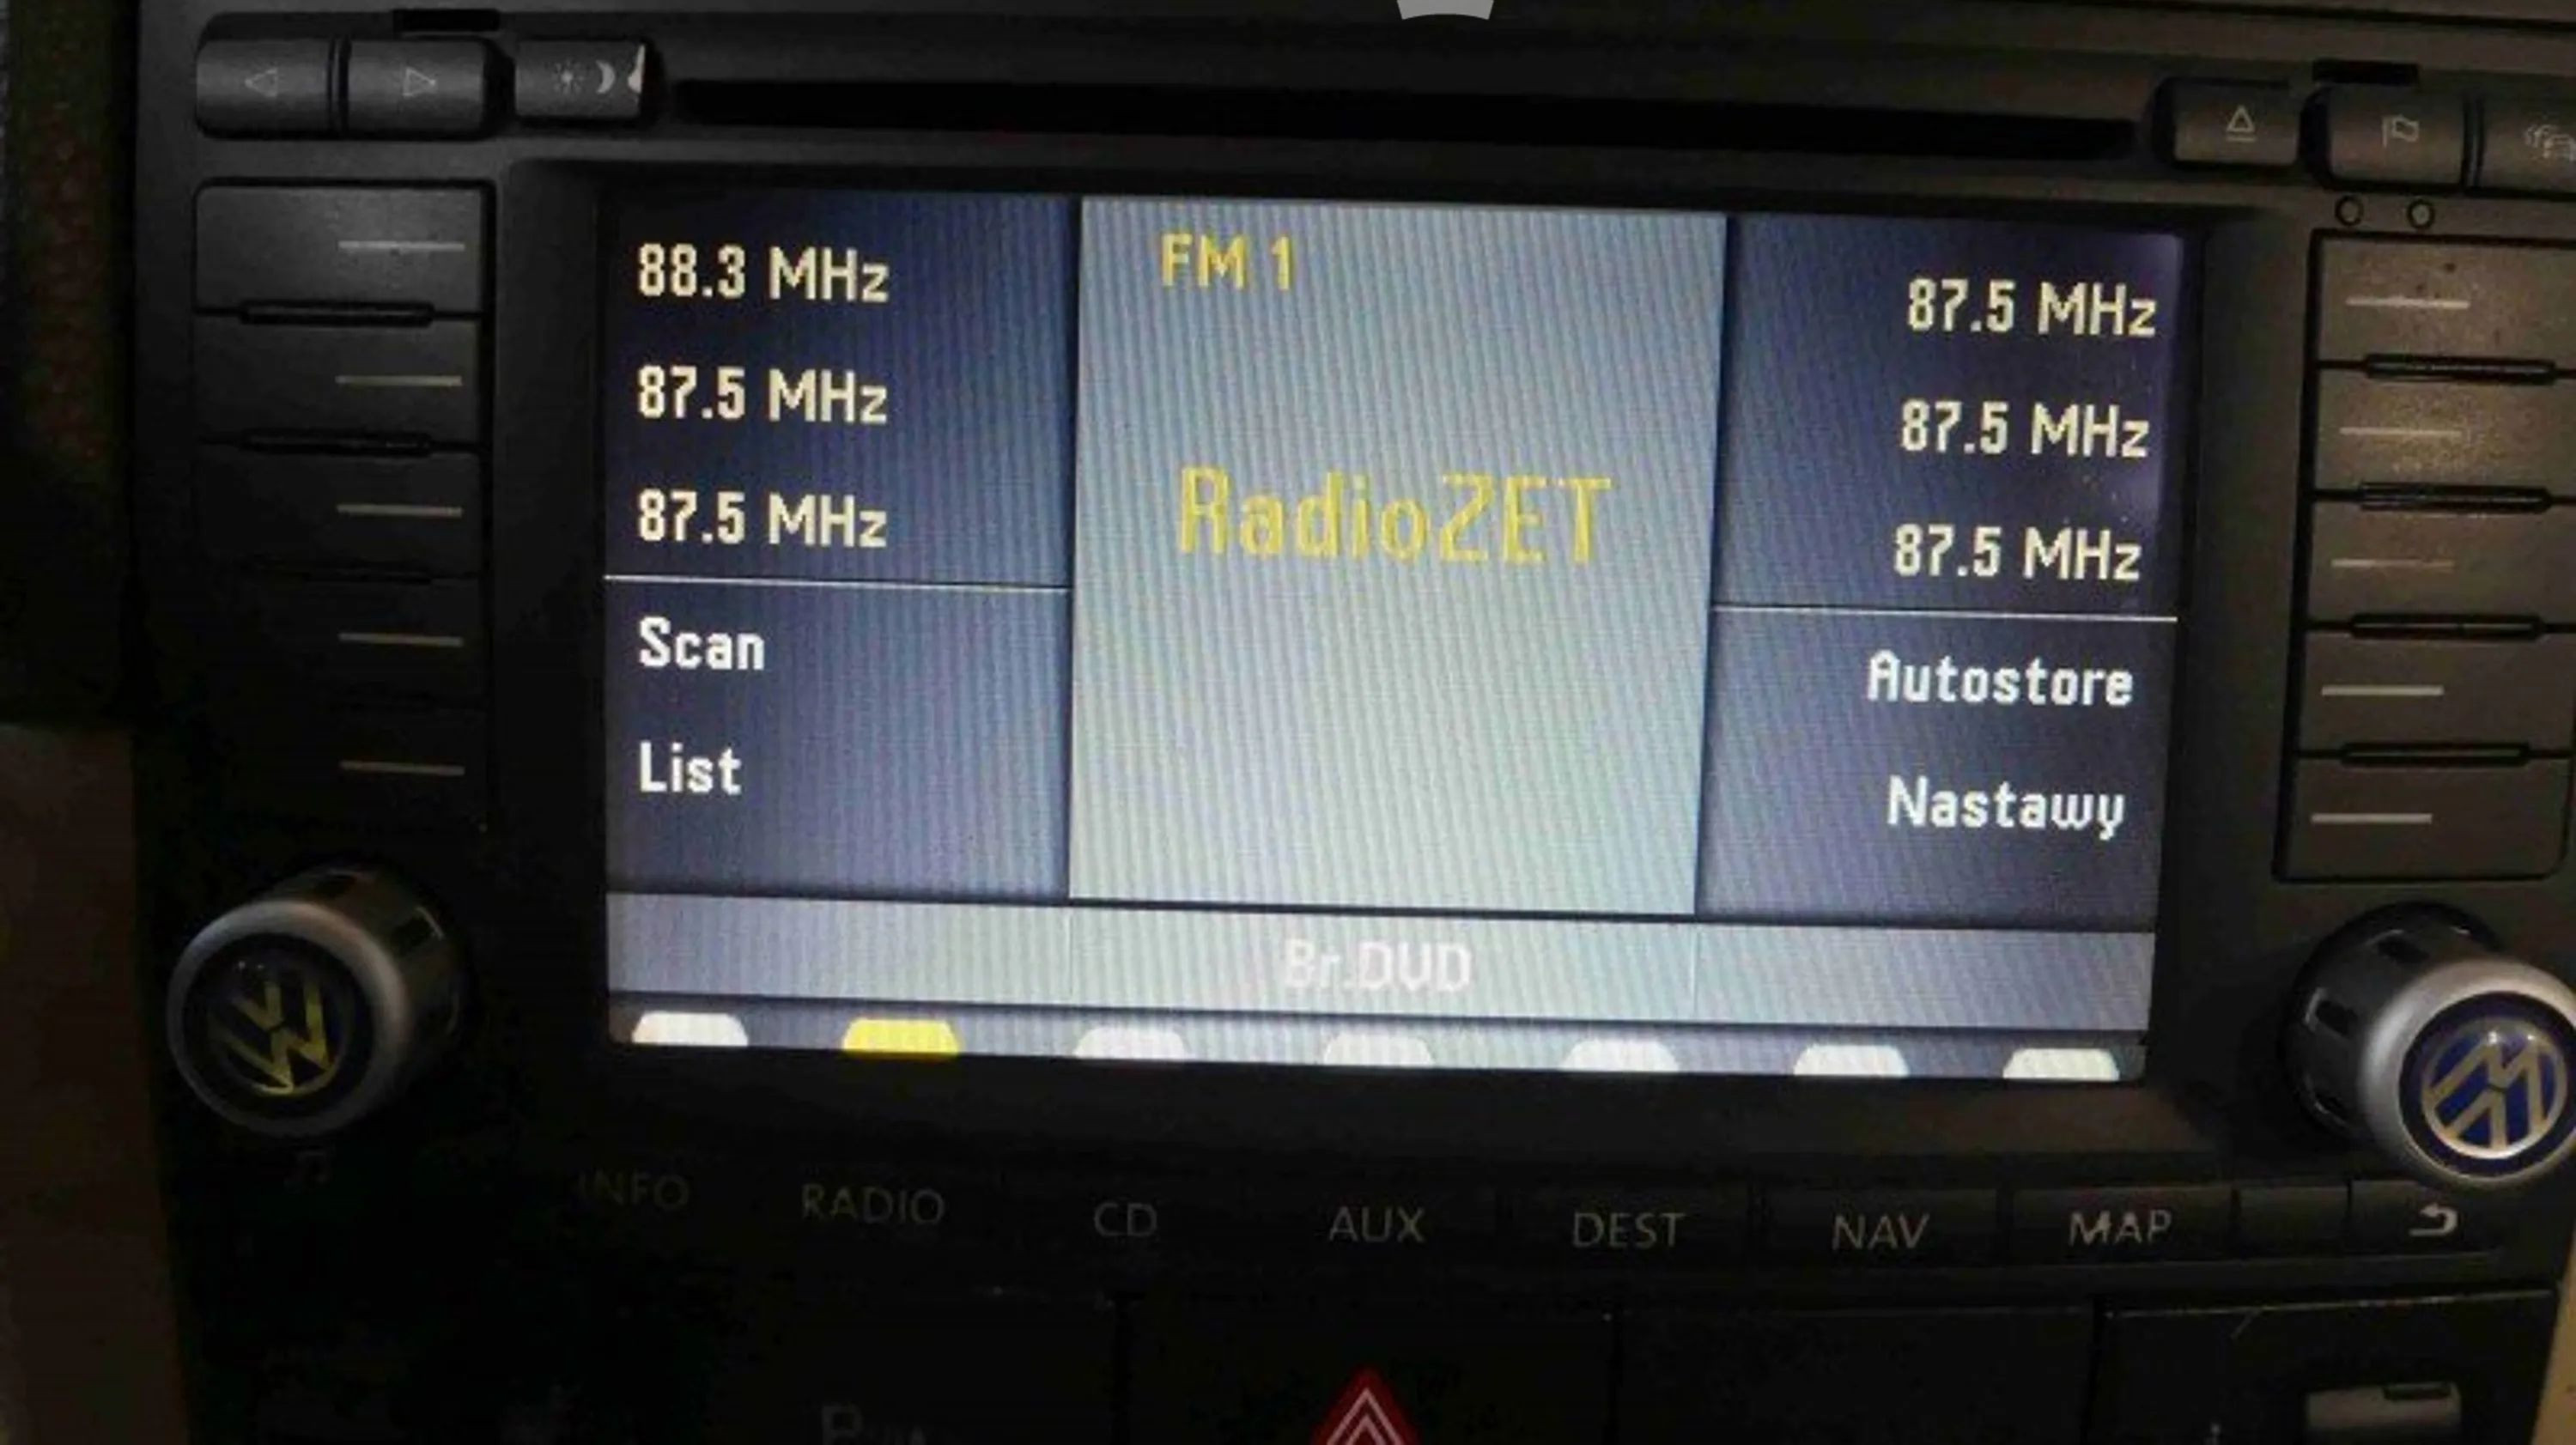 88.3 MHz
87.5 MHz
87.5 MHz
Scan
List
FM 1
RadioZET
87.5 MHz
87.5 MHz
87.5 MHz
Autostore
Nastawy
Br.DVD
INFO
RADIO
CD
AUX
DEST
NAV
MAP